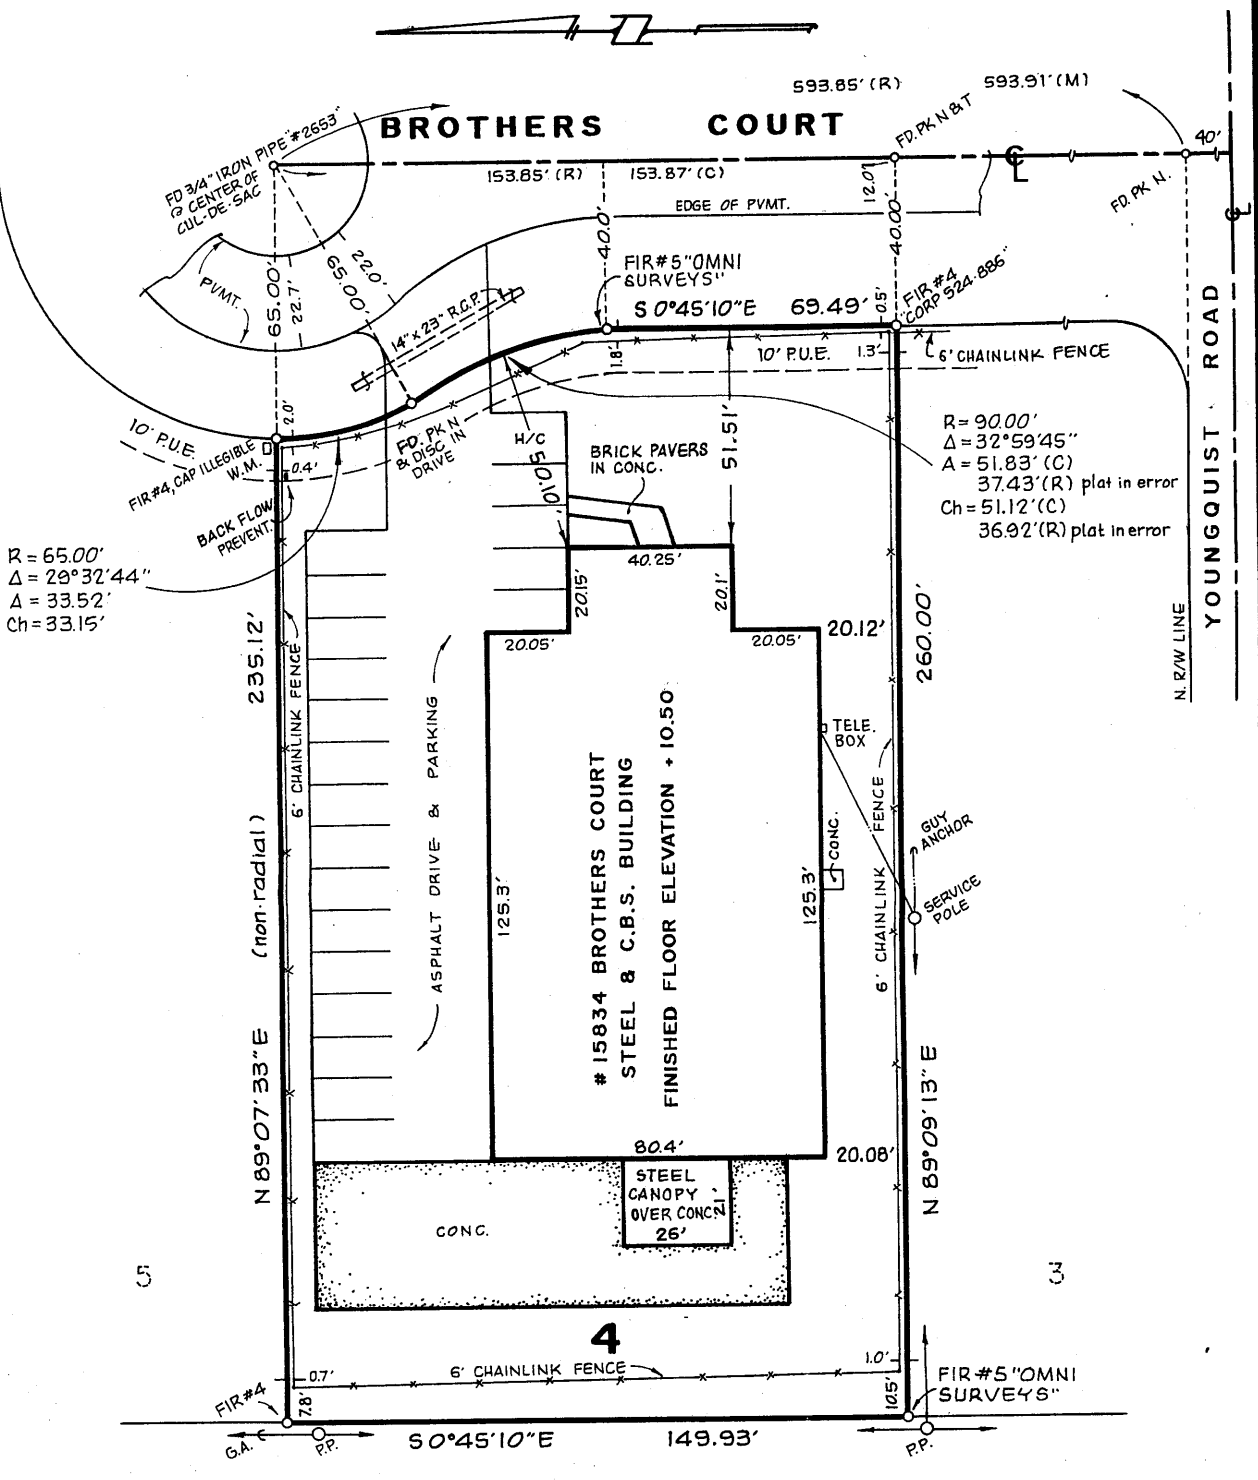 593.85' (R)
593.91' (M)
BROTHERS COURT
FD. PK N & T
40'
FD 3/4" IRON PIPE "#2653"
@ CENTER OF
CUL-DE-SAC
153.85' (R)
153.87' (C)
12.0'
C
L
FD. PK N.
EDGE OF PVMT.
40.0'
40.00'
C
L
PVMT.
65.00'
22.7'
65.00'
22.0'
14" x 23" R.C.P.
FIR#5 "OMNI
SURVEYS"
S 0°45'10"E 69.49'
0.5'
FIR#4
CORP 524-886"
1.8'
10' P.U.E.
1.3'
6' CHAINLINK FENCE
YOUNGQUIST ROAD
N. R/W LINE
10' P.U.E.
2.0'
FIR#4, CAP ILLEGIBLE
W.M.
0.4'
FD. PK N
& DISC IN
DRIVE
BACK FLOW
PREVENT.
H/C
50.10'
BRICK PAVERS
IN CONC.
51.51'
R = 90.00'
Δ = 32°59'45"
A = 51.83' (C)
37.43' (R) plat in error
Ch = 51.12' (C)
36.92' (R) plat in error
R = 65.00'
Δ = 29°32'44"
Δ = 33.52'
Ch = 33.15'
40.25'
20.15'
20.1'
20.05'
20.05'
20.12'
235.12'
260.00'
6' CHAINLINK FENCE
ASPHALT DRIVE & PARKING
TELE.
BOX
#15834 BROTHERS COURT
STEEL & C.B.S. BUILDING
FINISHED FLOOR ELEVATION + 10.50
(non-radial)
125.3'
125.3'
CONC.
6' CHAINLINK FENCE
GUY
ANCHOR
SERVICE
POLE
N 89°07'33"E
N 89°09'13"E
80.4'
20.08'
STEEL
CANOPY
OVER CONC.
21'
26'
CONC.
5
3
4
6' CHAINLINK FENCE
1.0'
0.7'
7.8'
10.5'
FIR#4
FIR#5 "OMNI
SURVEYS"
G.A.
P.P.
S 0°45'10"E 149.93'
P.P.